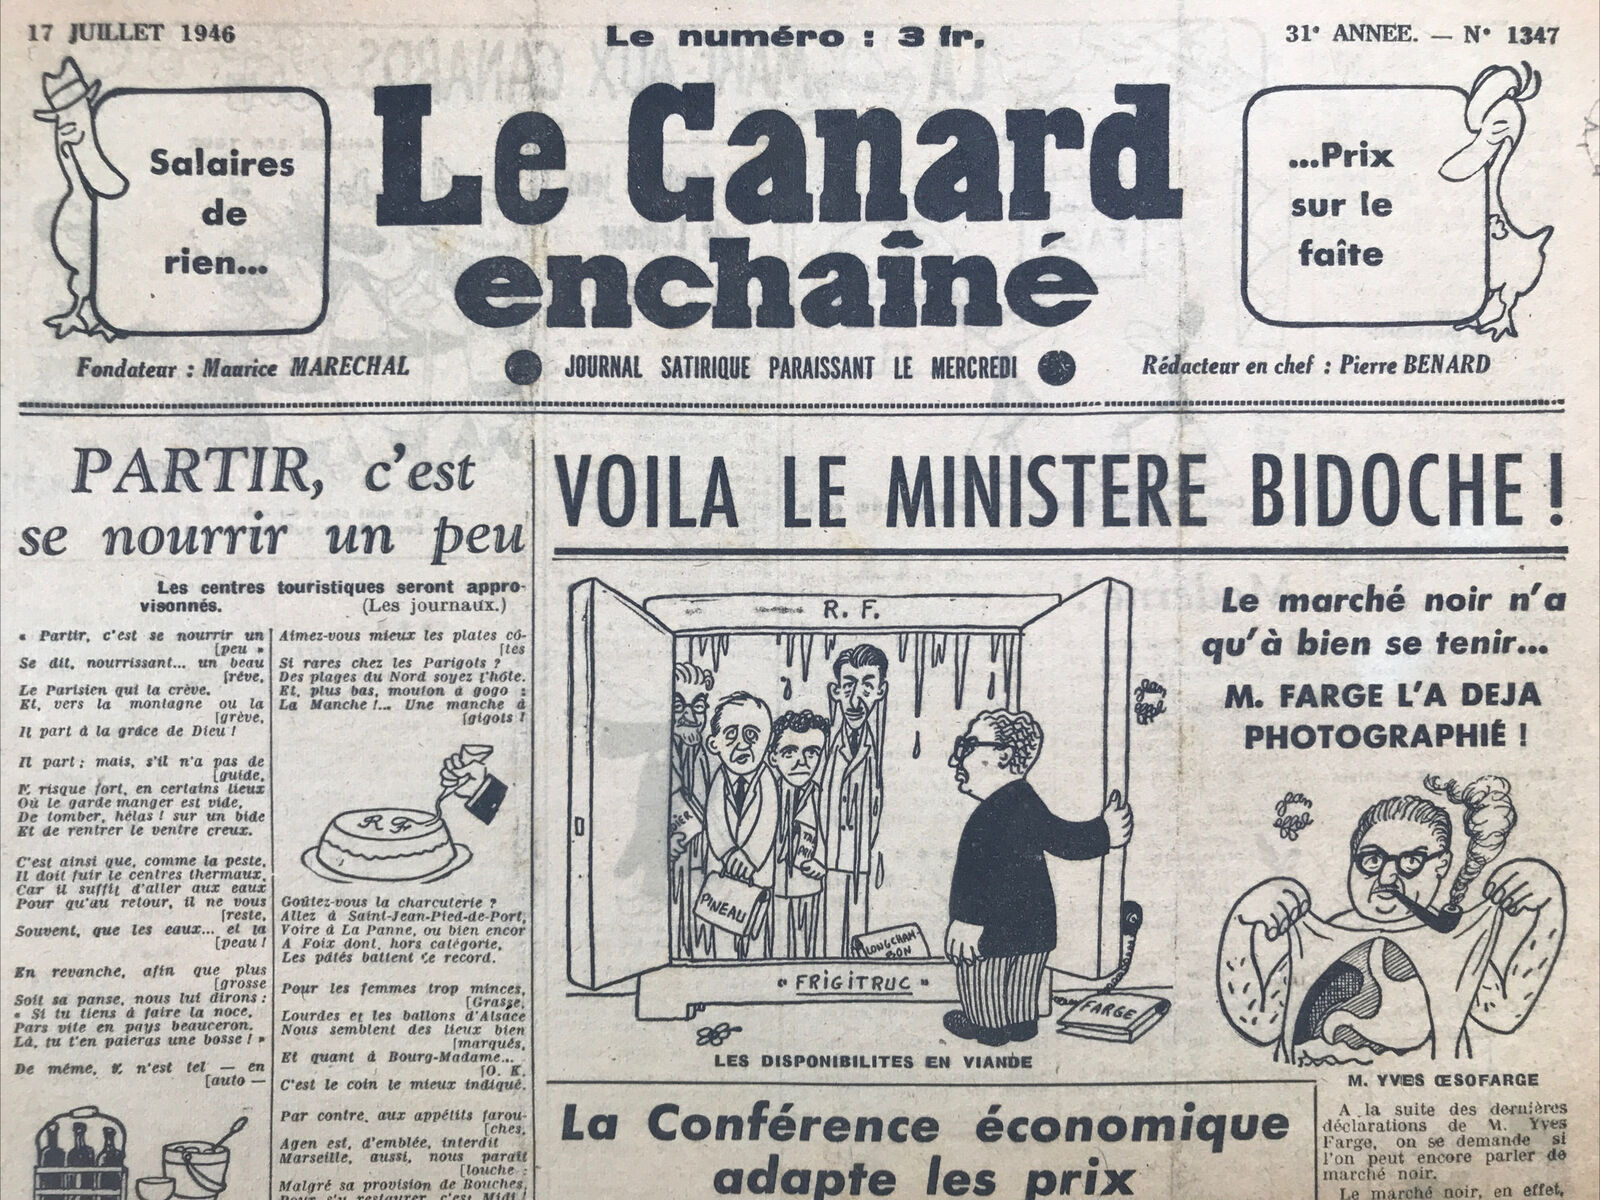 17 JUILLET 1946
Le numéro : 3 fr.
31e ANNEE. — N° 1347
Salaires
de
rien...
Le Canard
enchaîné
...Prix
sur le
faîte
Fondateur : Maurice MARECHAL
JOURNAL SATIRIQUE PARAISSANT LE MERCREDI
Rédacteur en chef : Pierre BENARD
PARTIR, c'est
se nourrir un peu
Les centres touristiques seront appro-
visonnés. (Les journaux.)
« Partir, c'est se nourrir un
[peu »
Se dit, nourrissant... un beau
[rêve,
Le Parisien qui la crève.
Et, vers la montagne ou la
[grève,
Il part à la grâce de Dieu !
Il part ; mais, s'il n'a pas de
[guide,
risque fort, en certains lieux
Où le garde manger est vide,
De tomber, hélas ! sur un bide
Et de rentrer le ventre creux.
C'est ainsi que, comme la peste,
Il doit fuir le centres thermaux,
Car il suffit d'aller aux eaux
Pour qu'au retour, il ne vous
[reste,
Souvent, que les eaux... et la
[peau !
En revanche, afin que plus
[grosse
Soit sa panse, nous lui dirons :
« Si tu tiens à faire la noce,
Pars vite en pays beauceron.
Là, tu t'en paieras une bosse ! »
De même, n'est tel — en
[auto —
Aimez-vous mieux les plates cô-
[tes
Si rares chez les Parigots ?
Des plages du Nord soyez l'hôte.
Et, plus bas, mouton à gogo :
La Manche !... Une manche à
[gigots !
R F
Goûtez-vous la charcuterie ?
Allez à Saint-Jean-Pied-de-Port,
Voire à La Panne, ou bien encor
A Foix dont, hors catégorie,
Les pâtés battent ce record.
Pour les femmes trop minces,
[Grasse,
Lourdes et les ballons d'Alsace
Nous semblent des lieux bien
[marqués,
Et quant à Bourg-Madame...
[O. K.
C'est le coin le mieux indiqué.
Par contre, aux appétits farou-
[ches,
Agen est, d'emblée, interdit
Marseille, aussi, nous paraît
[louche :
Malgré sa provision de Bouches,
VOILA LE MINISTERE BIDOCHE !
R. F.
PINEAU
LONGCHAM
BON
« FRIGITRUC »
FARGE
Jean
Effel
LES DISPONIBILITES EN VIANDE
Le marché noir n'a
qu'à bien se tenir...
M. FARGE L'A DEJA
PHOTOGRAPHIÉ !
Jean
Effel
M. YVES ŒSOFARGE
A la suite des dernières
déclarations de M. Yves
Farge, on se demande si
l'on peut encore parler de
marché noir.
Le marché noir, en effet,
La Conférence économique
adapte les prix